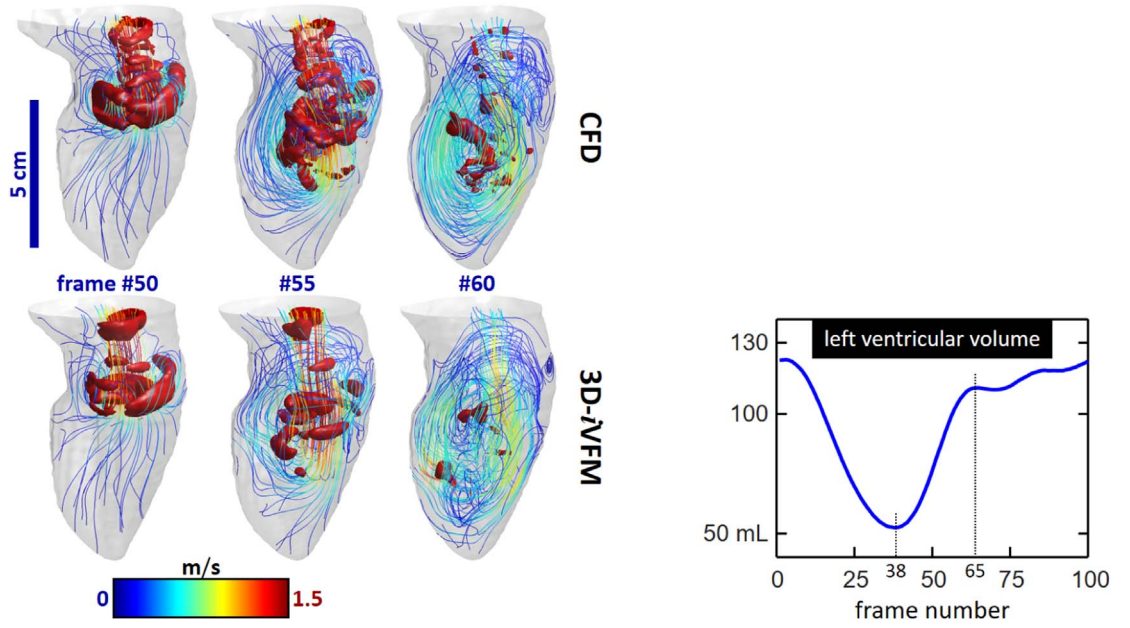 CFD
5 cm
frame #50
#55
#60
3D-iVFM
m/s
0
1.5
left ventricular volume
130
100
50 mL
0
25
38
50
65
75
100
frame number